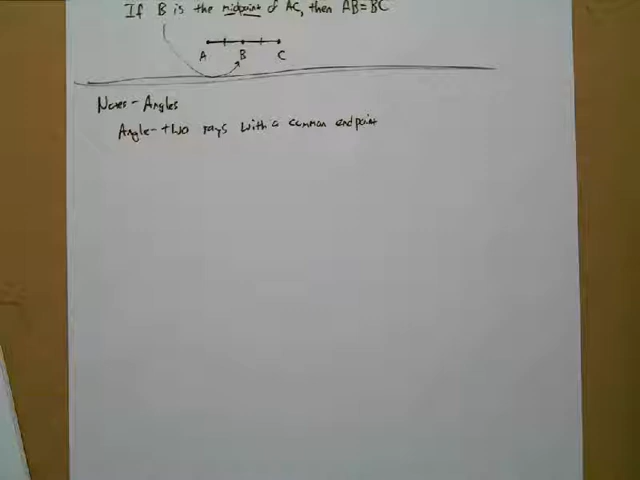 If B is the midpoint of AC, then AB=BC
A B C
Notes - Angles
Angle - two rays with a common endpoint